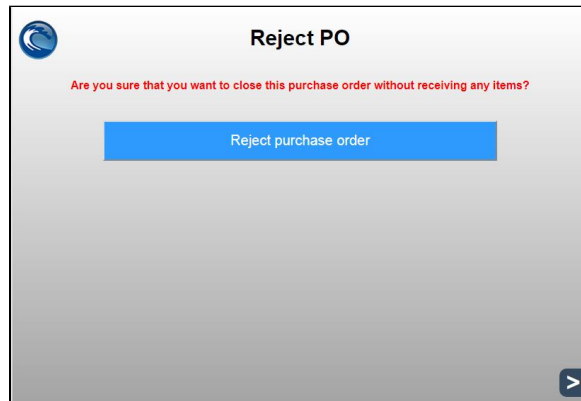 Reject PO
Are you sure that you want to close this purchase order without receiving any items?
Reject purchase order
>